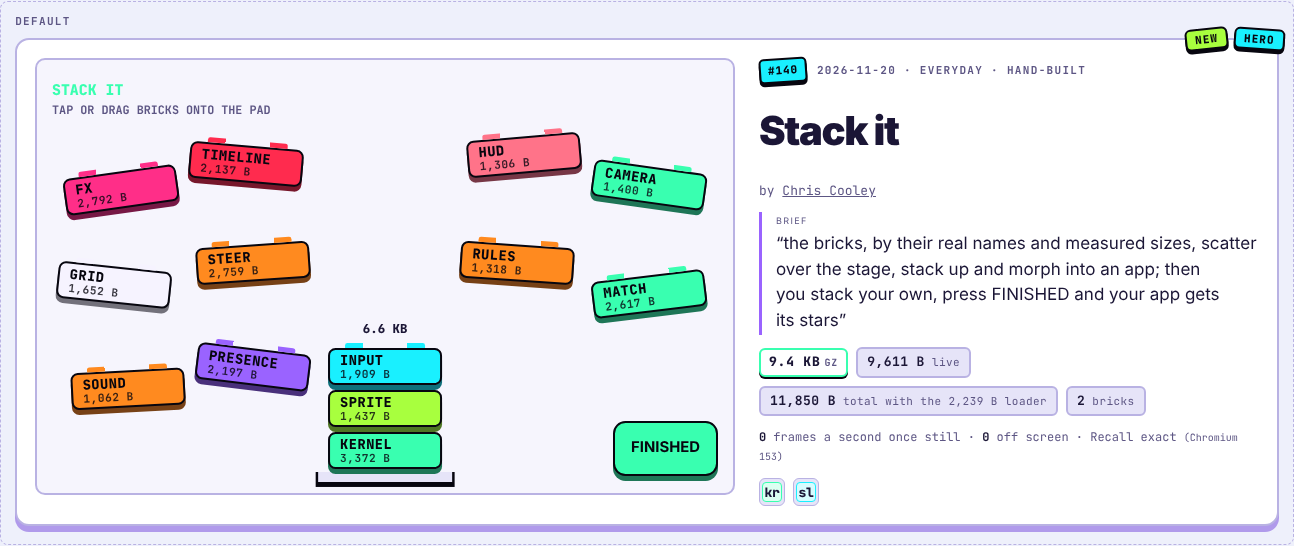 DEFAULT
NEW
HERO
STACK IT
TAP OR DRAG BRICKS ONTO THE PAD
FX
2,792 B
TIMELINE
2,137 B
HUD
1,306 B
CAMERA
1,400 B
GRID
1,652 B
STEER
2,759 B
RULES
1,318 B
MATCH
2,617 B
SOUND
1,062 B
PRESENCE
2,197 B
6.6 KB
INPUT
1,909 B
SPRITE
1,437 B
KERNEL
3,372 B
FINISHED
#140
2026-11-20 · EVERYDAY · HAND-BUILT
Stack it
by Chris Cooley
BRIEF
“the bricks, by their real names and measured sizes, scatter
over the stage, stack up and morph into an app; then
you stack your own, press FINISHED and your app gets
its stars”
9.4 KB GZ
9,611 B live
11,850 B total with the 2,239 B loader
2 bricks
0 frames a second once still · 0 off screen · Recall exact (Chromium
153)
kr
sl